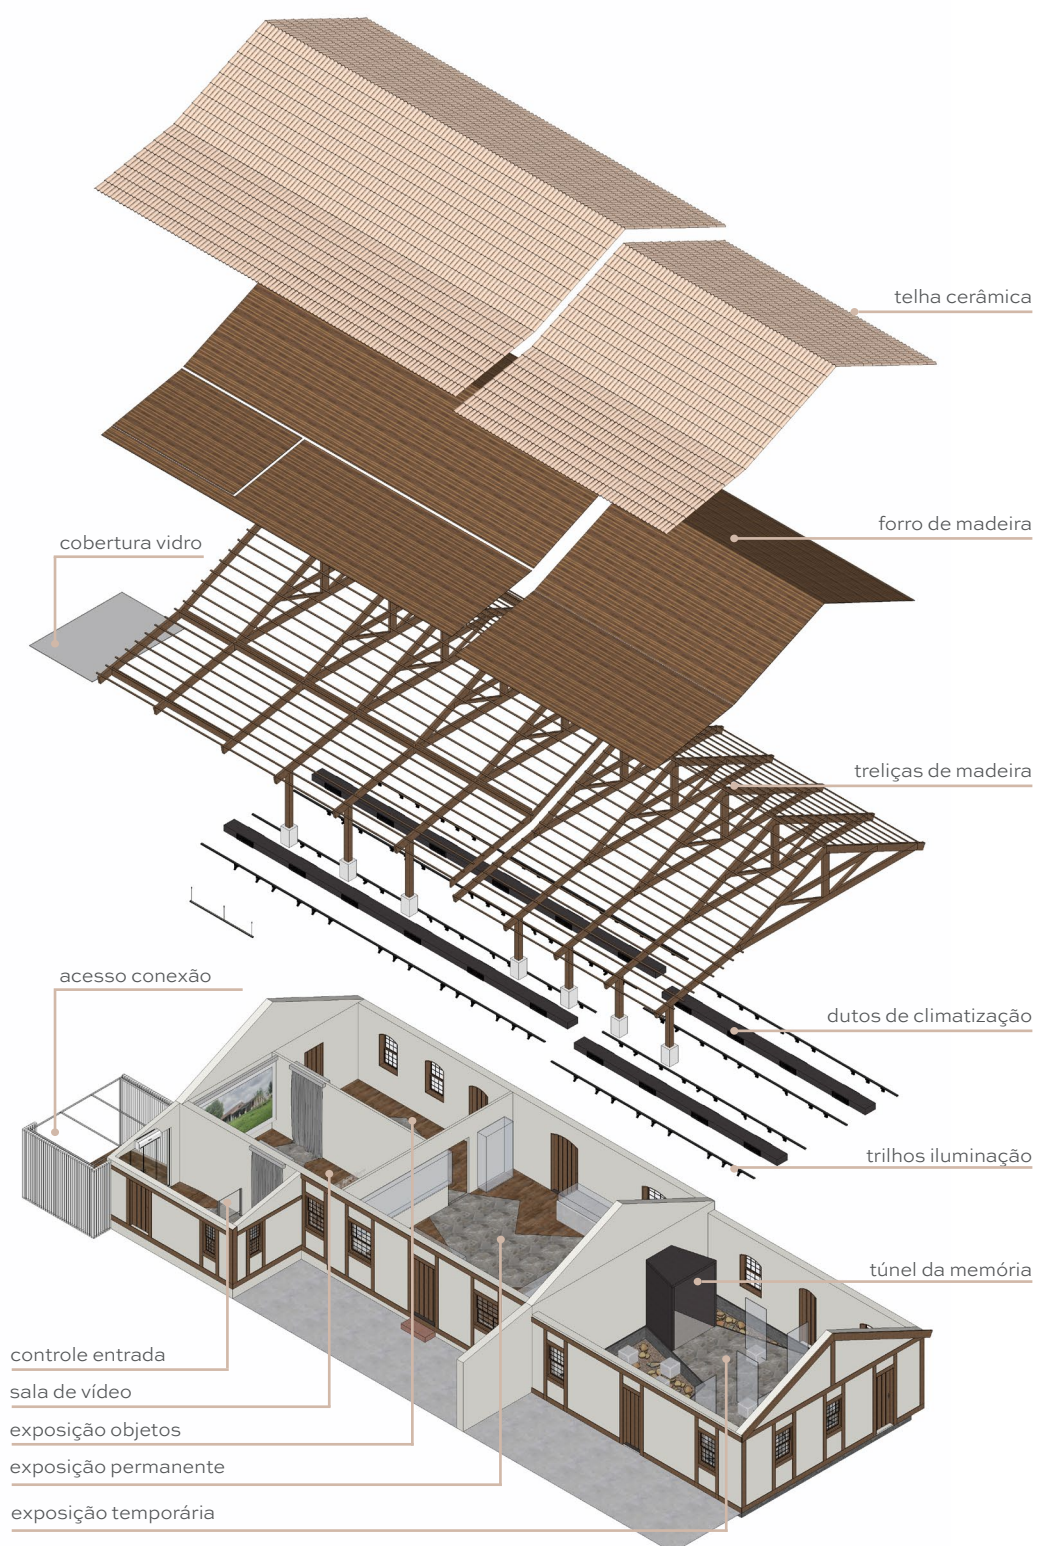 telha cerâmica
forro de madeira
cobertura vidro
treliças de madeira
acesso conexão
dutos de climatização
trilhos iluminação
túnel da memória
controle entrada
sala de vídeo
exposição objetos
exposição permanente
exposição temporária